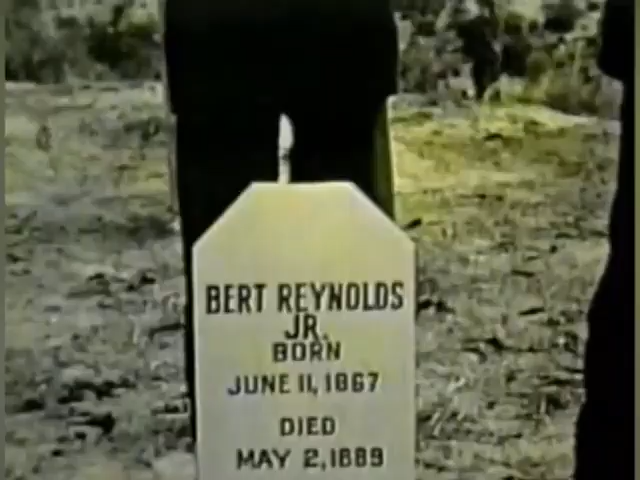 BERT REYNOLDS
JR.
BORN
JUNE 11, 1867
DIED
MAY 2, 1889